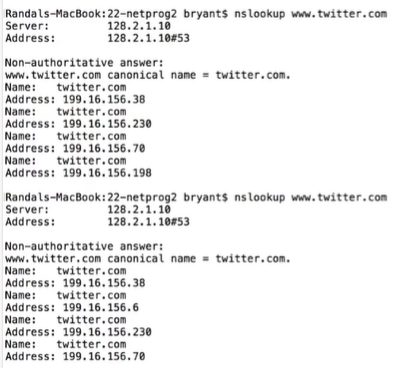 Randals-MacBook:22-netprog2 bryant$ nslookup www.twitter.com
Server:         128.2.1.10
Address:        128.2.1.10#53

Non-authoritative answer:
www.twitter.com canonical name = twitter.com.
Name:   twitter.com
Address: 199.16.156.38
Name:   twitter.com
Address: 199.16.156.230
Name:   twitter.com
Address: 199.16.156.70
Name:   twitter.com
Address: 199.16.156.198

Randals-MacBook:22-netprog2 bryant$ nslookup www.twitter.com
Server:         128.2.1.10
Address:        128.2.1.10#53

Non-authoritative answer:
www.twitter.com canonical name = twitter.com.
Name:   twitter.com
Address: 199.16.156.38
Name:   twitter.com
Address: 199.16.156.6
Name:   twitter.com
Address: 199.16.156.230
Name:   twitter.com
Address: 199.16.156.70